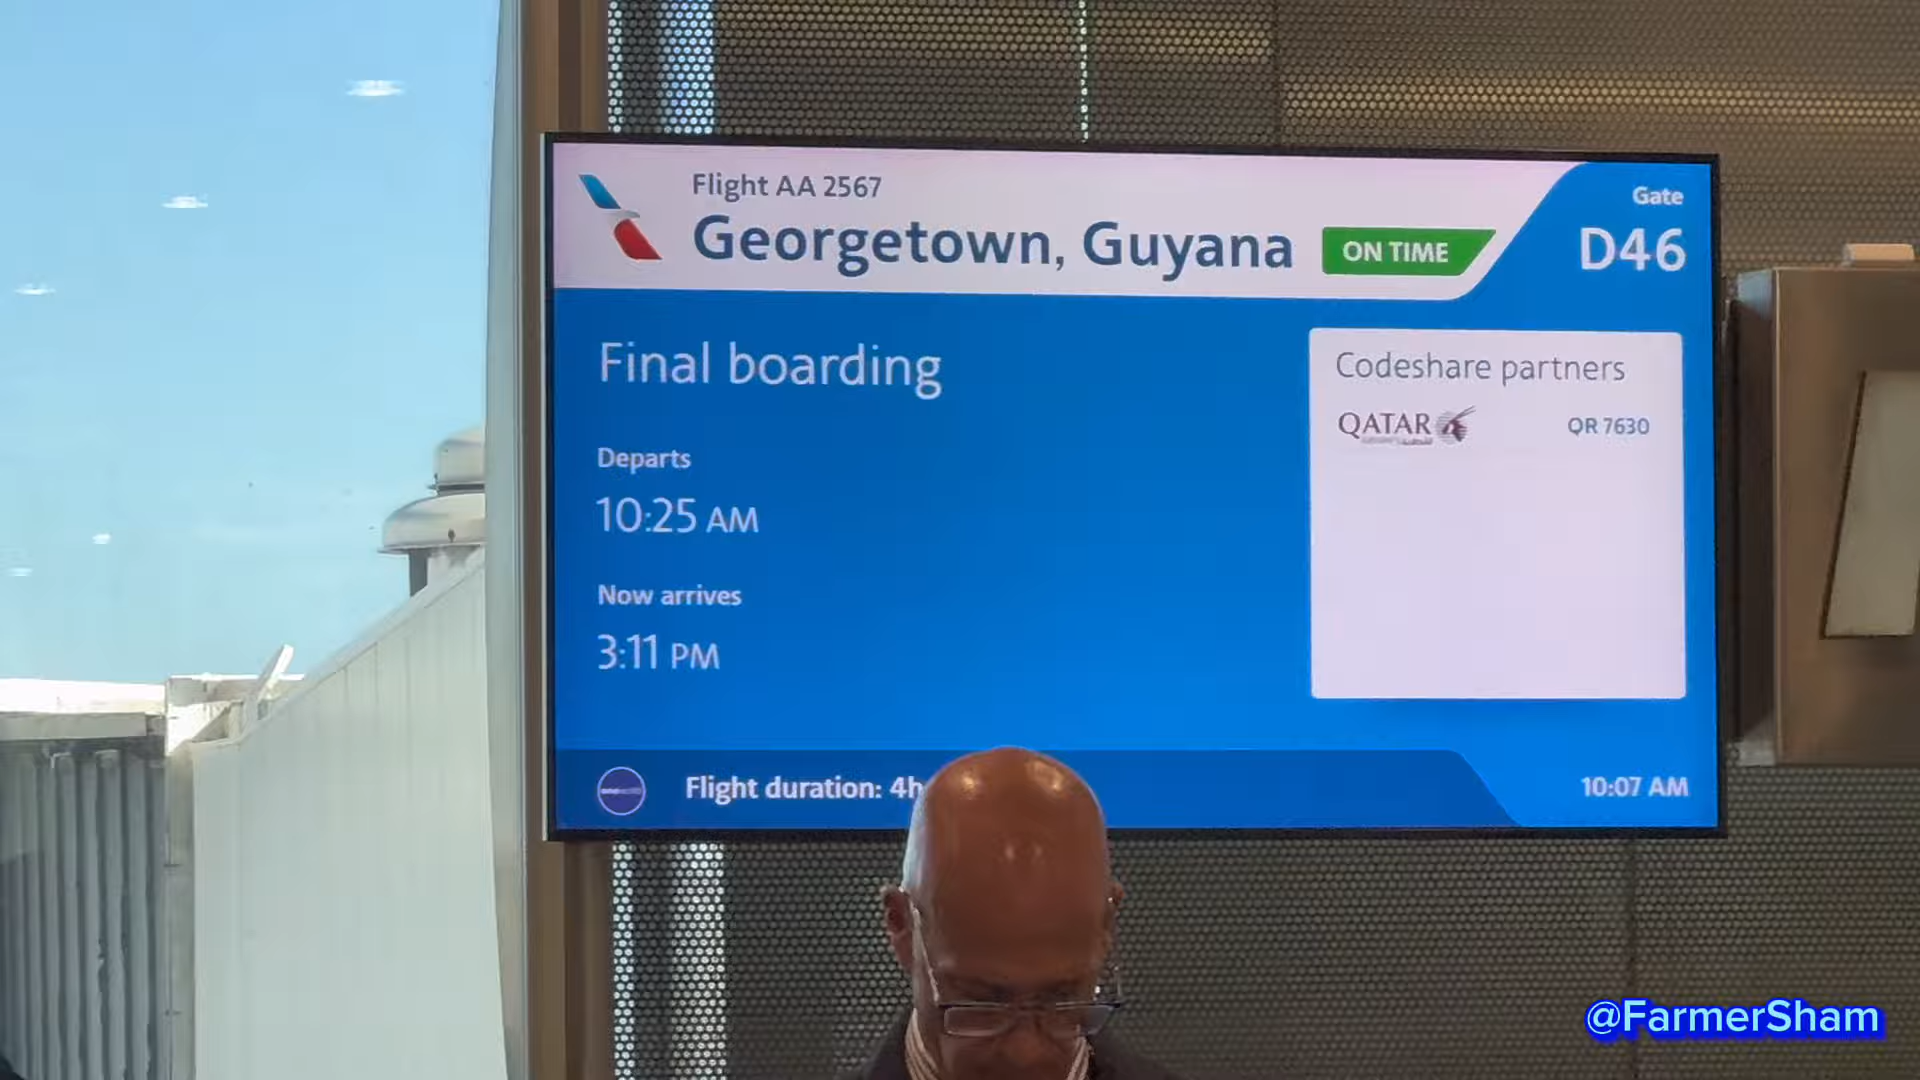 Flight AA 2567
Georgetown, Guyana
ON TIME
Gate
D46
Final boarding
Departs
10:25 AM
Now arrives
3:11 PM
Codeshare partners
QATAR
QR 7630
Flight duration: 4h
10:07 AM
@FarmerSham